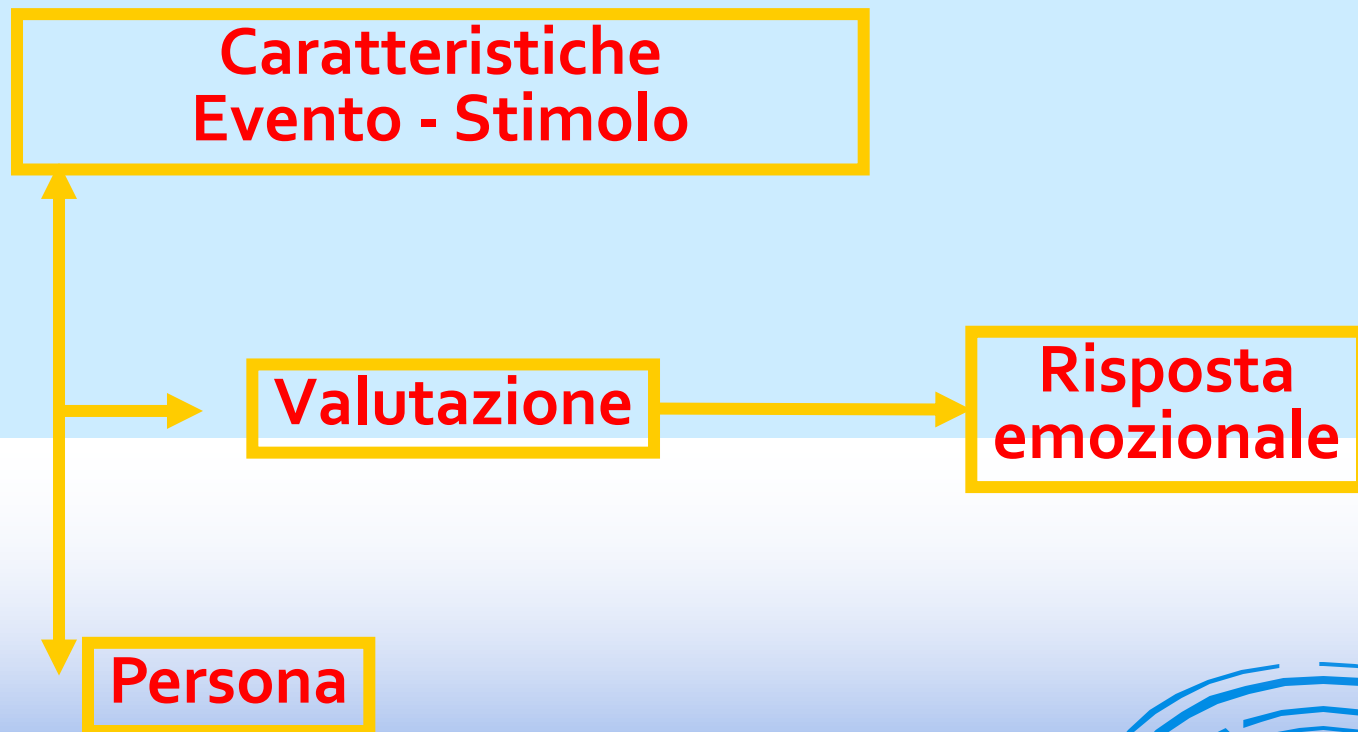 Caratteristiche
Evento - Stimolo
Valutazione
Risposta
emozionale
Persona